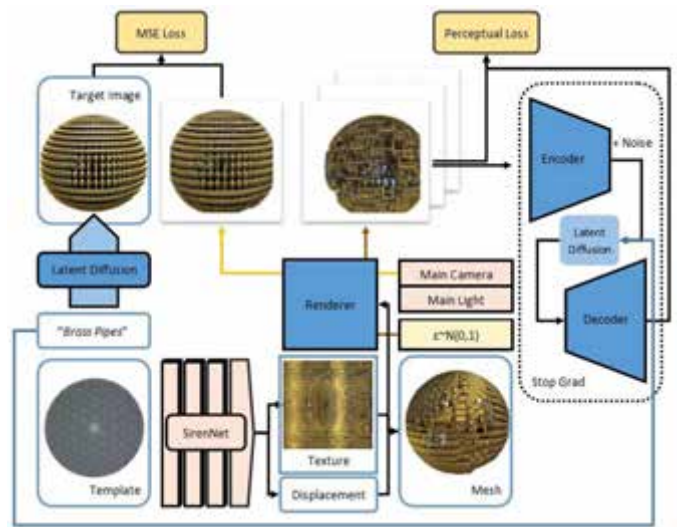 MSE Loss
Perceptual Loss
Target Image
Encoder
+ Noise
Latent
Diffusion
Latent Diffusion
Renderer
Main Camera
Main Light
Decoder
"Brass Pipes"
ε~N(0,1)
Stop Grad
SirenNet
Texture
Template
Displacement
Mesh